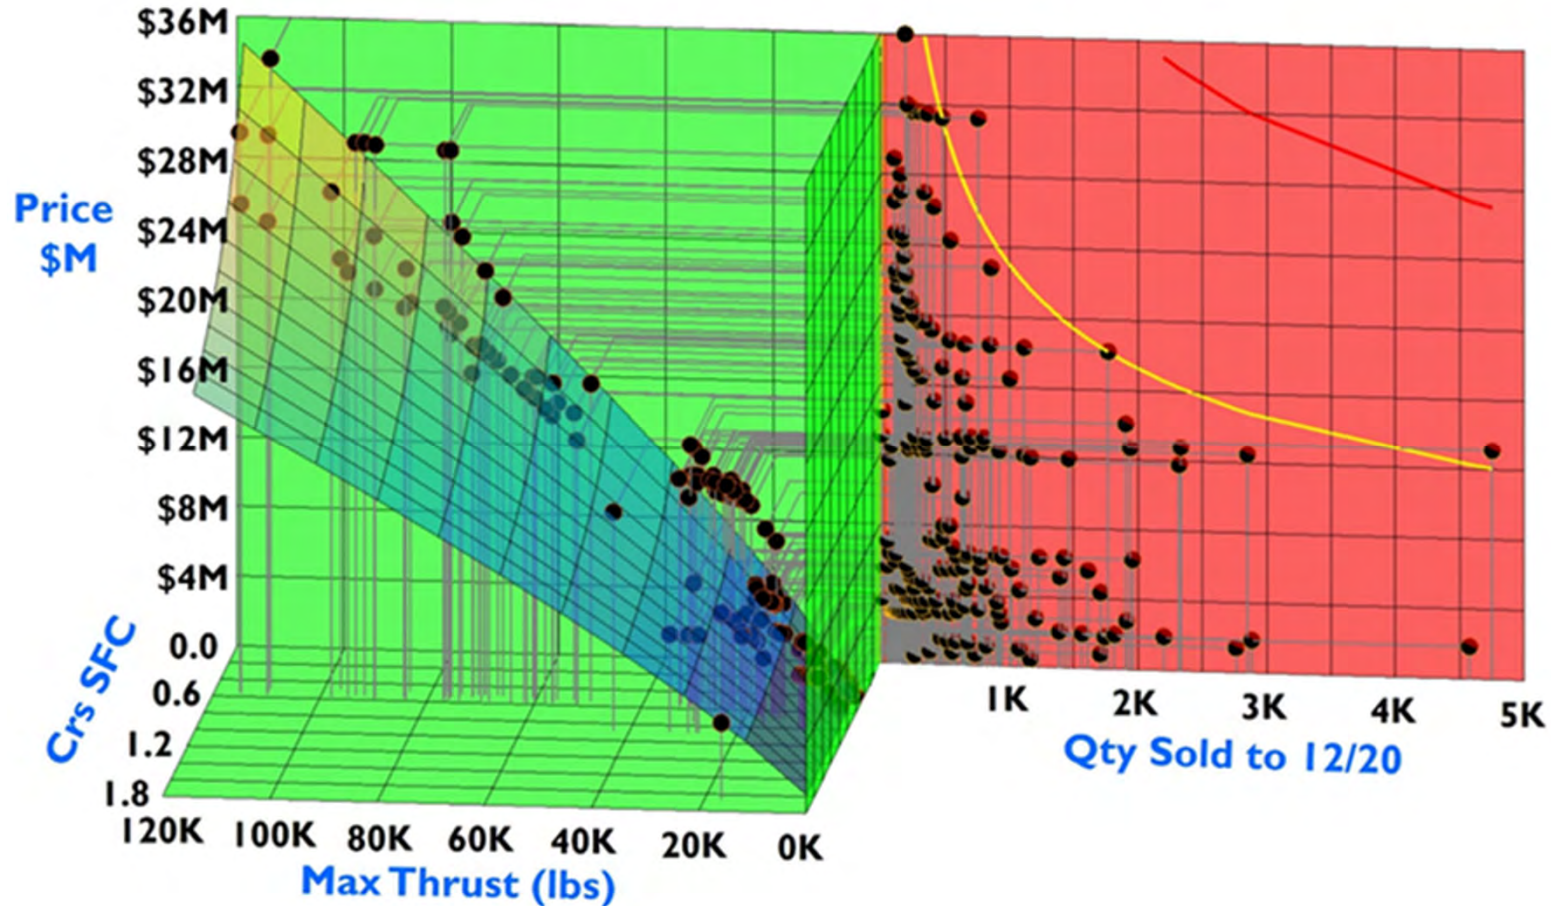 $36M
$32M
$28M
Price
$M
$24M
$20M
$16M
$12M
$8M
$4M
0.0
0.6
1.2
1.8
Crs SFC
120K 100K 80K 60K 40K 20K 0K
Max Thrust (lbs)
1K 2K 3K 4K 5K
Qty Sold to 12/20